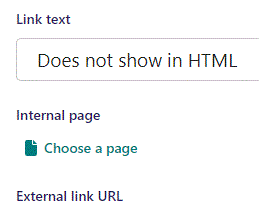 Link text
Does not show in HTML
Internal page
Choose a page
External link URL